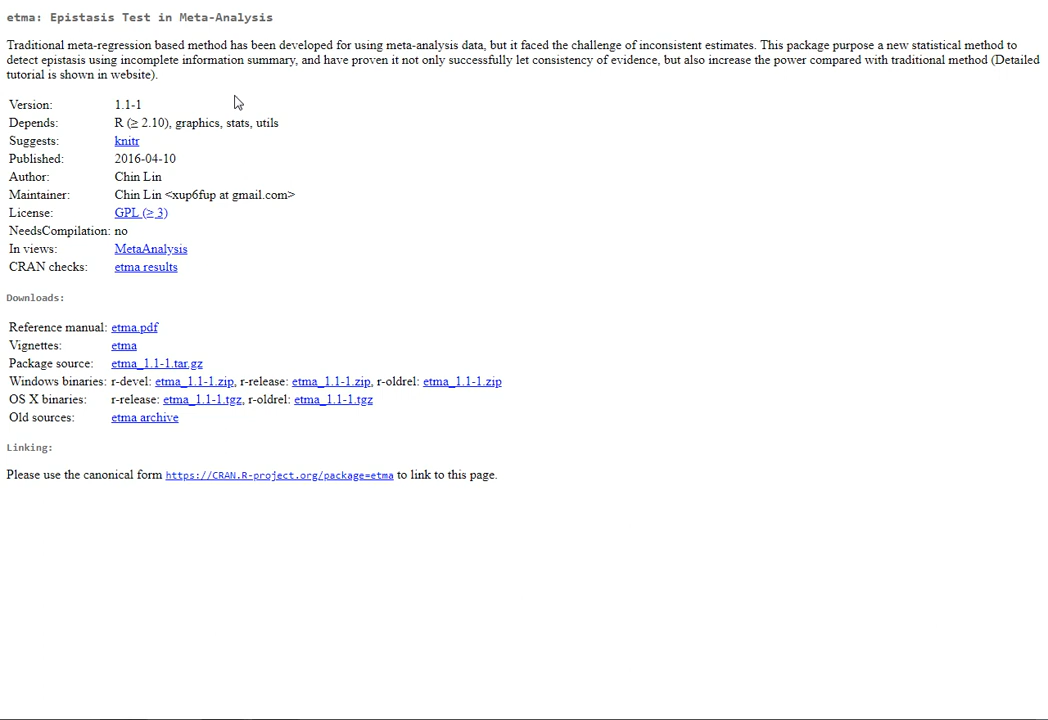 etma: Epistasis Test in Meta-Analysis
Traditional meta-regression based method has been developed for using meta-analysis data, but it faced the challenge of inconsistent estimates. This package purpose a new statistical method to
detect epistasis using incomplete information summary, and have proven it not only successfully let consistency of evidence, but also increase the power compared with traditional method (Detailed
tutorial is shown in website).
Version: 1.1-1
Depends: R (≥ 2.10), graphics, stats, utils
Suggests: knitr
Published: 2016-04-10
Author: Chin Lin
Maintainer: Chin Lin <xup6fup at gmail.com>
License: GPL (≥ 3)
NeedsCompilation: no
In views: MetaAnalysis
CRAN checks: etma results
Downloads:
Reference manual: etma.pdf
Vignettes: etma
Package source: etma_1.1-1.tar.gz
Windows binaries: r-devel: etma_1.1-1.zip, r-release: etma_1.1-1.zip, r-oldrel: etma_1.1-1.zip
OS X binaries: r-release: etma_1.1-1.tgz, r-oldrel: etma_1.1-1.tgz
Old sources: etma archive
Linking:
Please use the canonical form https://CRAN.R-project.org/package=etma to link to this page.